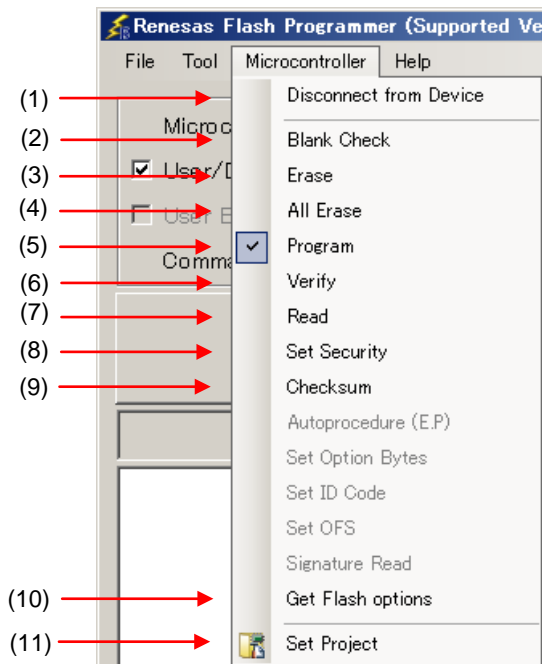 Renesas Flash Programmer (Supported Ve
File Tool Microcontroller Help
(1) Disconnect from Device
Microc
(2) Blank Check
(3) User/D Erase
(4) User B All Erase
(5) Program
Comma
(6) Verify
(7) Read
(8) Set Security
(9) Checksum
Autoprocedure (E.P)
Set Option Bytes
Set ID Code
Set OFS
Signature Read
(10) Get Flash options
(11) Set Project